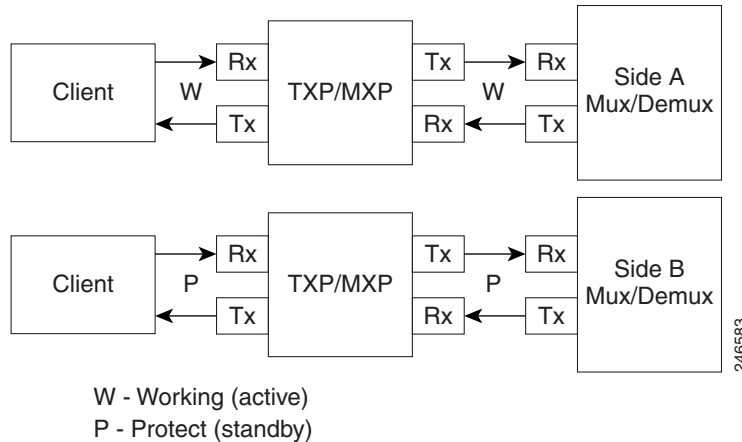 Client
W
Rx
Tx
TXP/MXP
Tx
Rx
W
Rx
Tx
Side A
Mux/Demux
Client
P
Rx
Tx
TXP/MXP
Tx
Rx
P
Rx
Tx
Side B
Mux/Demux
246583
W - Working (active)
P - Protect (standby)